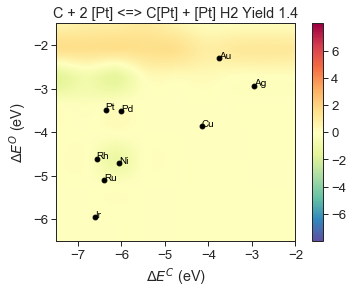 C + 2 [Pt] <=> C[Pt] + [Pt] H2 Yield 1.4
ΔE^O (eV)
−2
−3
−4
−5
−6
Au
Ag
Pt
Pd
Cu
Rh
Ni
Ru
Ir
−7 −6 −5 −4 −3 −2
ΔE^C (eV)
6
4
2
0
−2
−4
−6